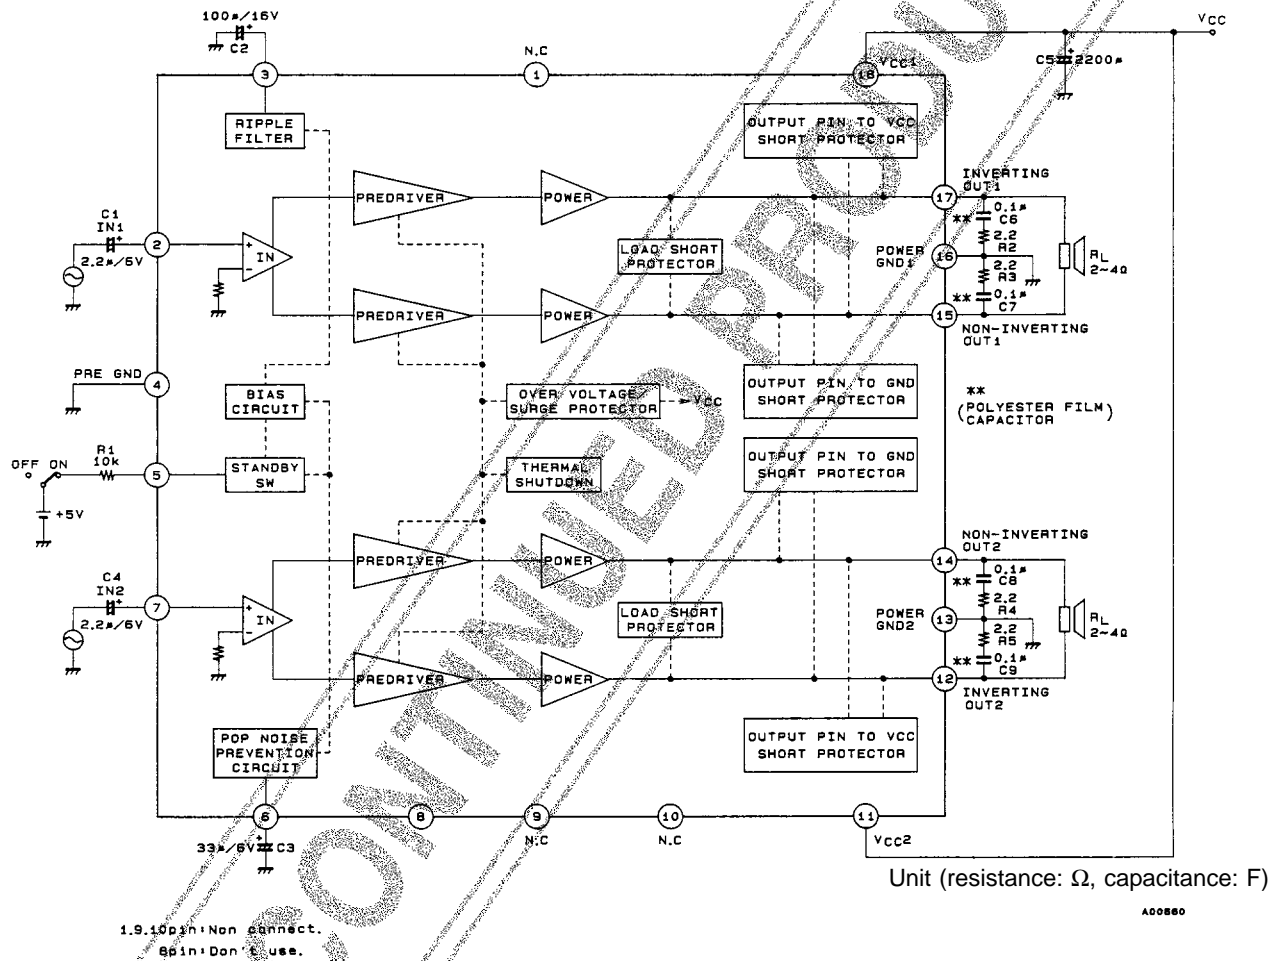 100μ/16V
C2
VCC
N.C
C5
2200μ
3
1
18
VCC1
RIPPLE
FILTER
OUTPUT PIN TO VCC
SHORT PROTECTOR
INVERTING
OUT1
PREDRIVER
POWER
17
C1
IN1
2.2μ/6V
2
+
IN
-
LOAD SHORT
PROTECTOR
POWER
GND1
16
** 0.1μ
C6
2.2
R2
2.2
R3
** 0.1μ
C7
RL
2~4Ω
PREDRIVER
POWER
15
NON-INVERTING
OUT1
PRE GND
4
BIAS
CIRCUIT
OVER VOLTAGE/
SURGE PROTECTOR
VCC
OUTPUT PIN TO GND
SHORT PROTECTOR
**
(POLYESTER FILM)
CAPACITOR
OFF ON
R1
10k
5
+5V
STANDBY
SW
THERMAL
SHUTDOWN
OUTPUT PIN TO GND
SHORT PROTECTOR
NON-INVERTING
OUT2
PREDRIVER
POWER
14
C4
IN2
2.2μ/6V
7
+
IN
-
LOAD SHORT
PROTECTOR
POWER
GND2
13
** 0.1μ
C8
2.2
R4
2.2
R5
** 0.1μ
C9
RL
2~4Ω
PREDRIVER
POWER
12
INVERTING
OUT2
POP NOISE
PREVENTION
CIRCUIT
OUTPUT PIN TO VCC
SHORT PROTECTOR
6
8
9
10
11
33μ/6V
C3
N.C
N.C
VCC2
Unit (resistance: Ω, capacitance: F)
A00560
1.9.10pin:Non connect.
8pin:Don't use.
CONTINUED PRODU